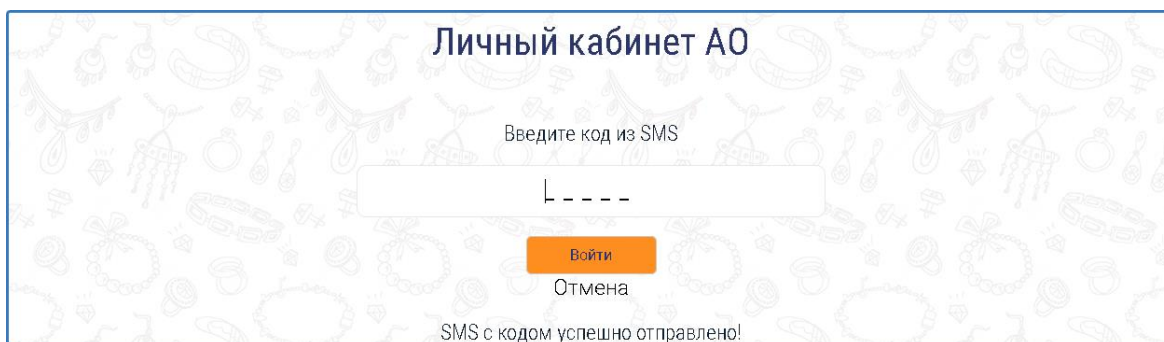 Личный кабинет АО
Введите код из SMS
_ _ _ _ _
Войти
Отмена
SMS с кодом успешно отправлено!